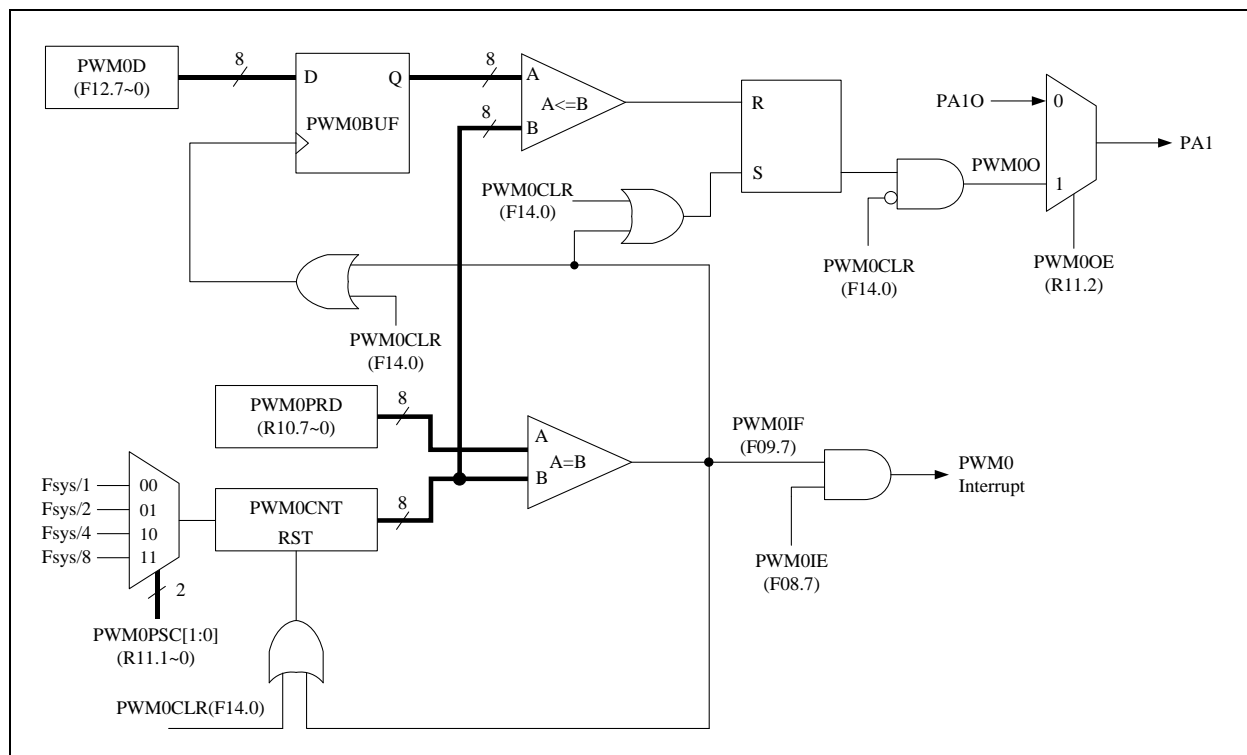 PWM0D
(F12.7~0)
8
D
Q
PWM0BUF
8
8
A
A<=B
B
R
S
PWM0CLR
(F14.0)
PWM0O
PWM0CLR
(F14.0)
PA1O
0
1
PA1
PWM0OE
(R11.2)
PWM0CLR
(F14.0)
PWM0PRD
(R10.7~0)
8
A
A=B
B
PWM0IF
(F09.7)
PWM0
Interrupt
PWM0IE
(F08.7)
Fsys/1
Fsys/2
Fsys/4
Fsys/8
00
01
10
11
2
PWM0PSC[1:0]
(R11.1~0)
PWM0CNT
RST
8
PWM0CLR(F14.0)